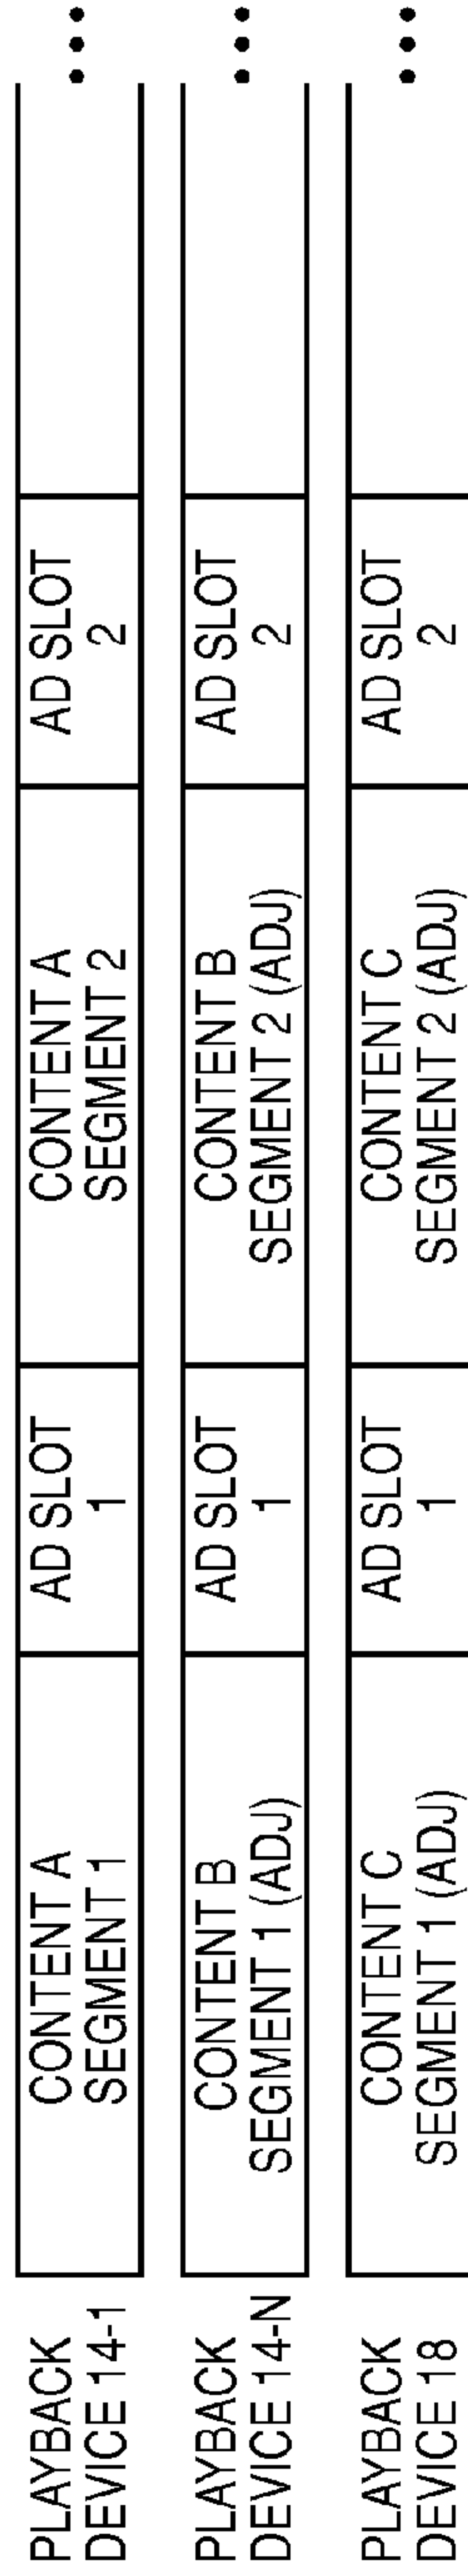 PLAYBACK
DEVICE 14-1
CONTENT A
SEGMENT 1
AD SLOT
1
CONTENT A
SEGMENT 2
AD SLOT
2
PLAYBACK
DEVICE 14-N
CONTENT B
SEGMENT 1 (ADJ)
AD SLOT
1
CONTENT B
SEGMENT 2 (ADJ)
AD SLOT
2
PLAYBACK
DEVICE 18
CONTENT C
SEGMENT 1 (ADJ)
AD SLOT
1
CONTENT C
SEGMENT 2 (ADJ)
AD SLOT
2